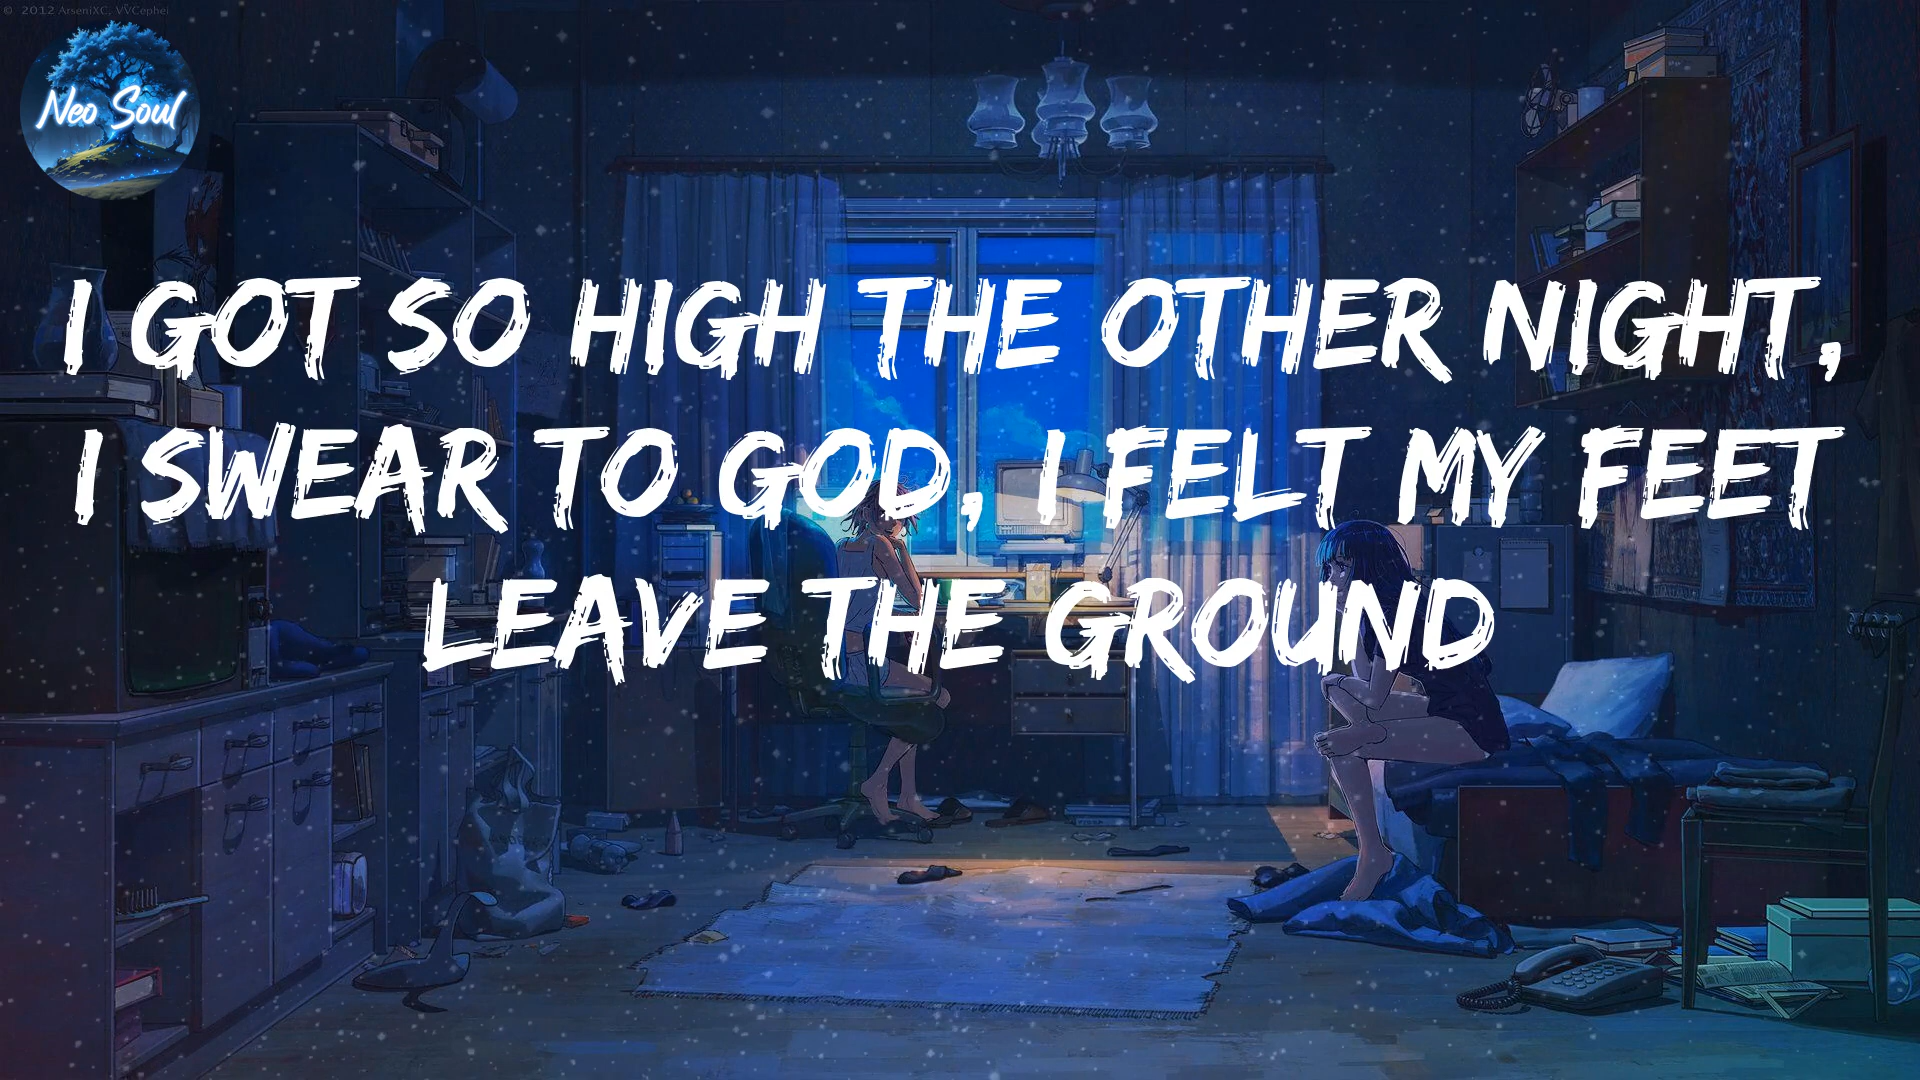 © 2012 ArseniXC, VVCephei
Neo Soul
I GOT SO HIGH THE OTHER NIGHT,
I SWEAR TO GOD, I FELT MY FEET
LEAVE THE GROUND